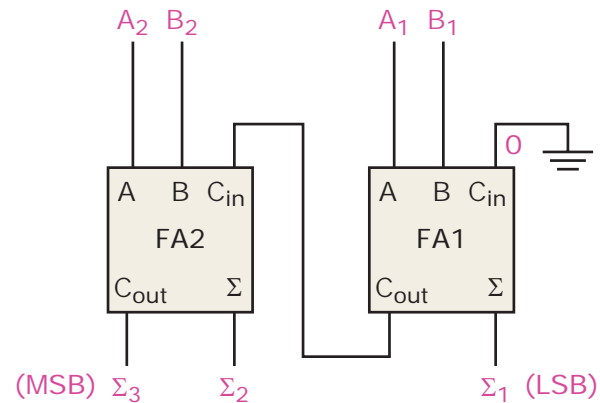 A₂ B₂ A₁ B₁
0
A B Cin A B Cin
FA2 FA1
Cout Σ Cout Σ
(MSB) Σ₃ Σ₂ Σ₁ (LSB)